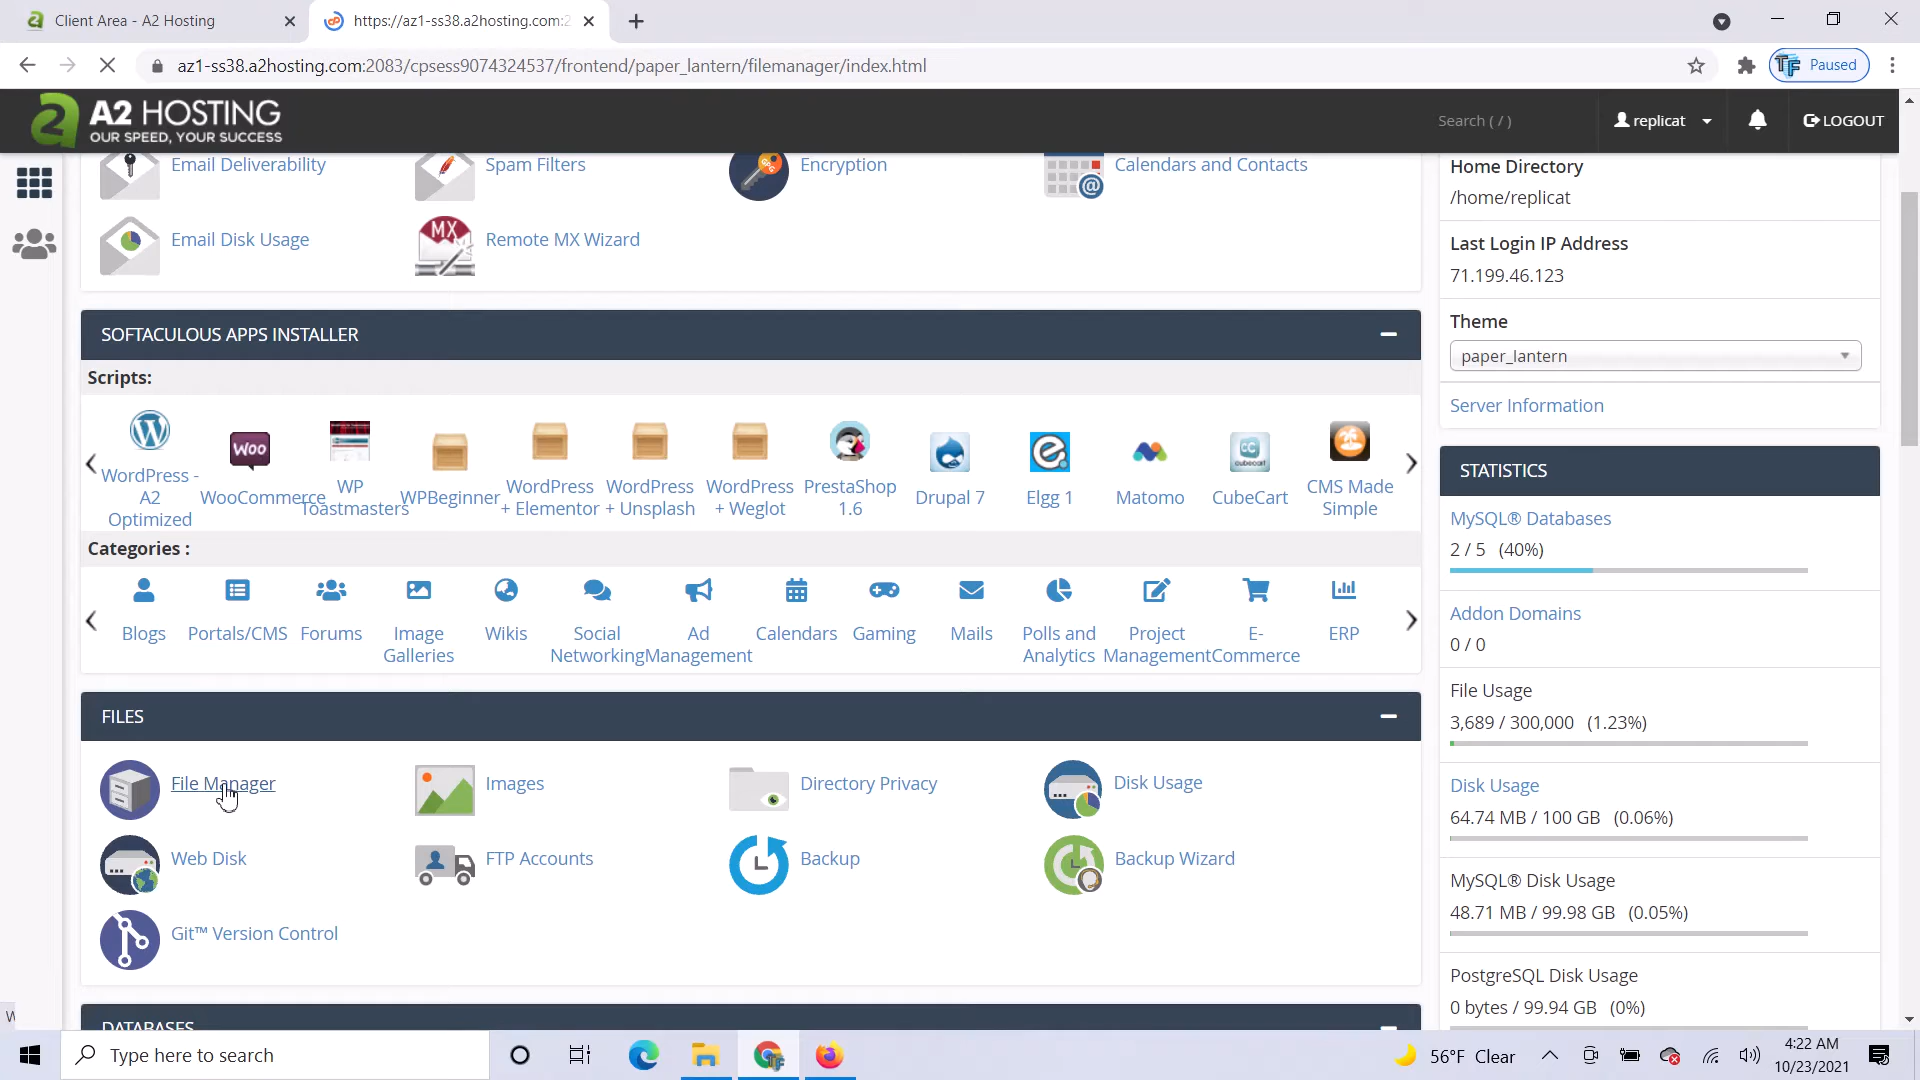 Client Area - A2 Hosting
https://az1-ss38.a2hosting.com:2
az1-ss38.a2hosting.com:2083/cpsess9074324537/frontend/paper_lantern/filemanager/index.html
Paused
A2 HOSTING
OUR SPEED, YOUR SUCCESS
Search ( / )
replicat
LOGOUT
Email Deliverability
Spam Filters
Encryption
Calendars and Contacts
Email Disk Usage
MX
Remote MX Wizard
SOFTACULOUS APPS INSTALLER
Scripts:
WordPress -
A2
Optimized
Woo
WooCommerce
WP
Toastmasters
WPBeginner
WordPress
+ Elementor
WordPress
+ Unsplash
WordPress
+ Weglot
PrestaShop
1.6
Drupal 7
Elgg 1
Matomo
CC
cubecart
CubeCart
CMS Made
Simple
Categories :
Blogs
Portals/CMS
Forums
Image
Galleries
Wikis
Social
Networking
Ad
Management
Calendars
Gaming
Mails
Polls and
Analytics
Project
Management
E-
Commerce
ERP
FILES
File Manager
Images
Directory Privacy
Disk Usage
Web Disk
FTP Accounts
Backup
Backup Wizard
Git™ Version Control
DATABASES
Home Directory
/home/replicat
Last Login IP Address
71.199.46.123
Theme
paper_lantern
Server Information
STATISTICS
MySQL® Databases
2 / 5 (40%)
Addon Domains
0 / 0
File Usage
3,689 / 300,000 (1.23%)
Disk Usage
64.74 MB / 100 GB (0.06%)
MySQL® Disk Usage
48.71 MB / 99.98 GB (0.05%)
PostgreSQL Disk Usage
0 bytes / 99.94 GB (0%)
W
Type here to search
56°F Clear
4:22 AM
10/23/2021